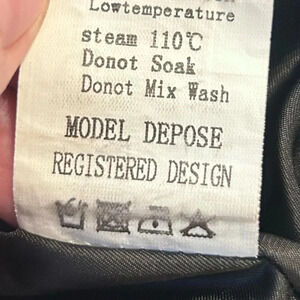 Lowtemperature
steam 110℃
Donot Soak
Donot Mix Wash
MODEL DEPOSE
REGISTERED DESIGN